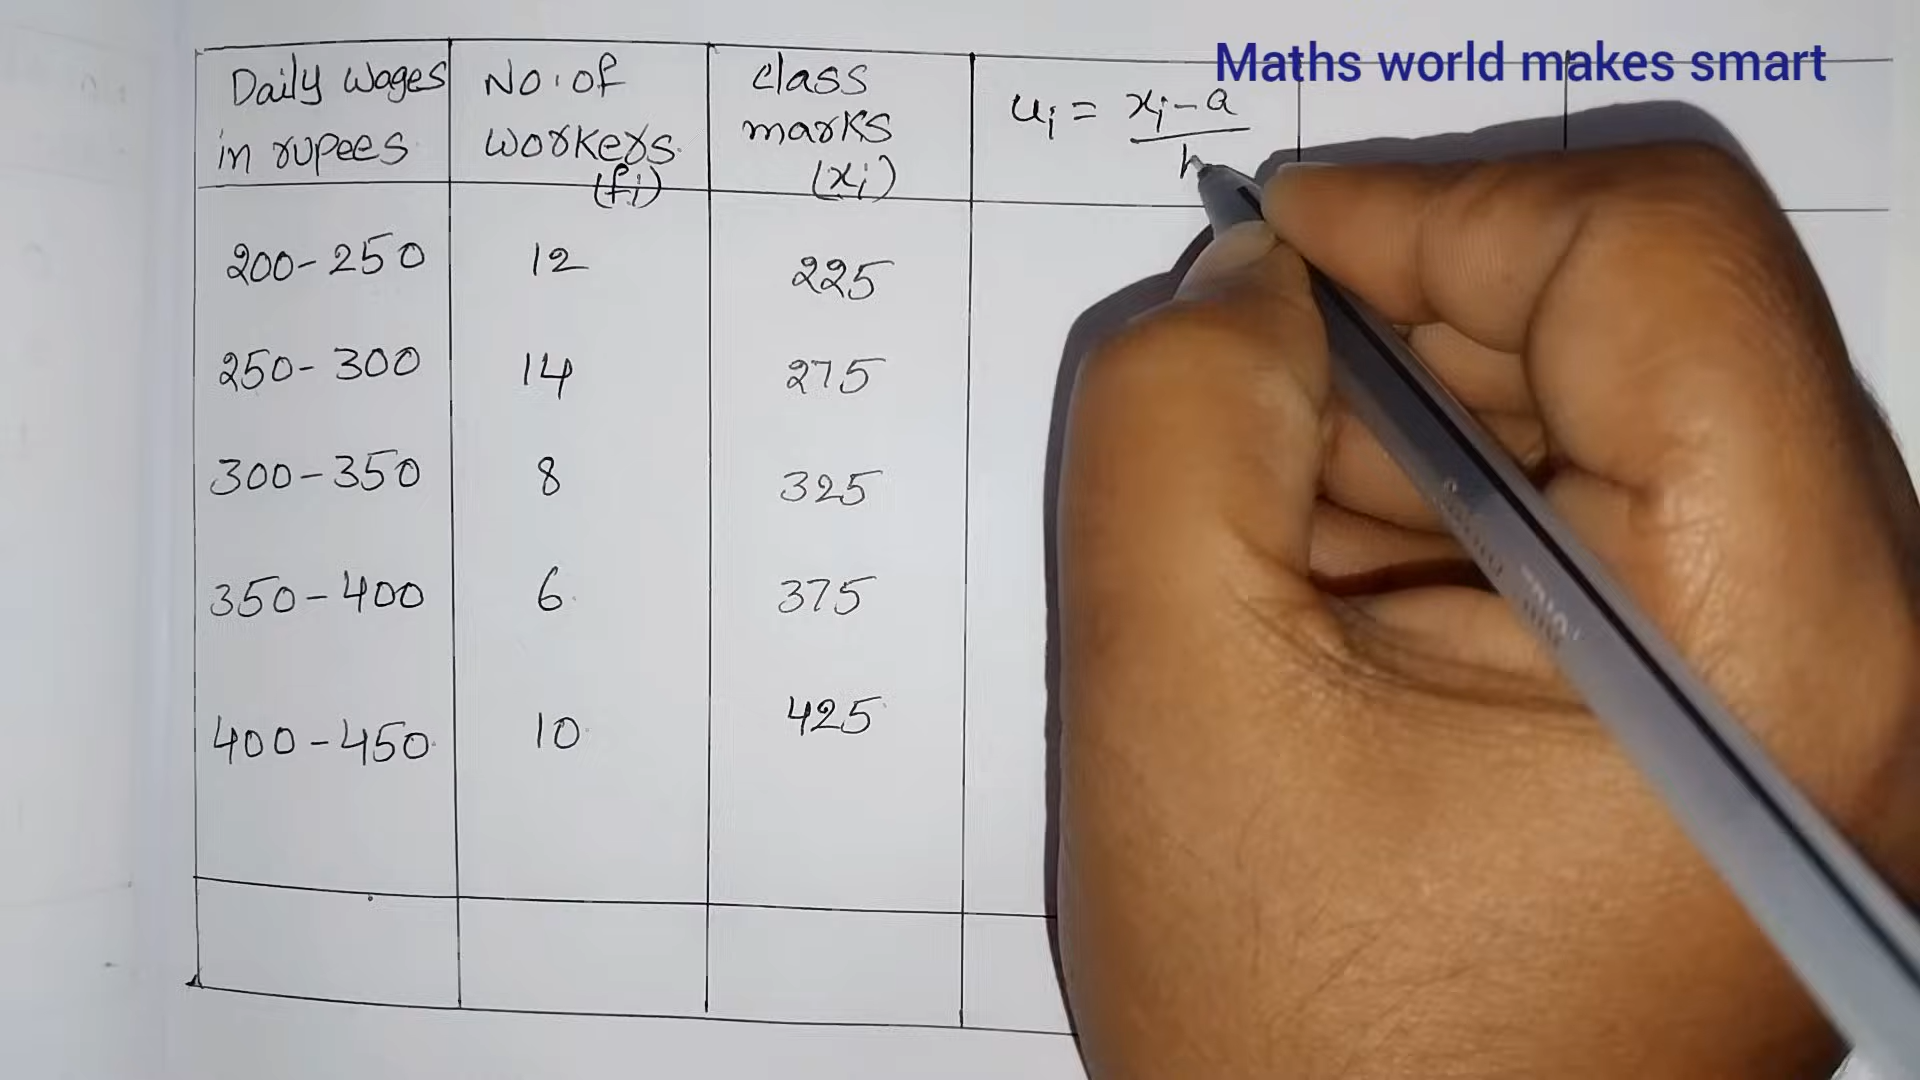 Maths world makes smart
Daily wages in rupees
No. of workers. (fi)
class marks (xi)
ui = xi - a / h
200-250 12 225
250-300 14 275
300-350 8 325
350-400 6 375
400-450 10 425